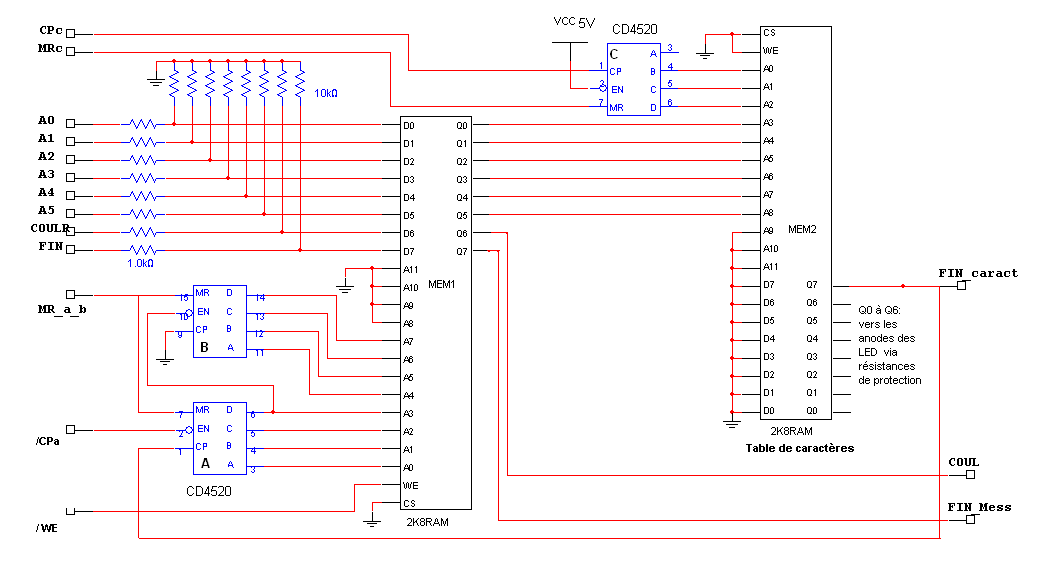 CPc
MRc
VCC 5V
CD4520
C
A 3
1 CP B 4
2 EN C 5
7 MR D 6
CS
WE
A0
A1
A2
A3
A4
A5
A6
A7
A8
A9
A10
A11
D7 Q7
D6 Q6
D5 Q5
D4 Q4
D3 Q3
D2 Q2
D1 Q1
D0 Q0
MEM2
2K8RAM
Table de caractères
10kΩ
A0
A1
A2
A3
A4
A5
COULR
FIN
1.0kΩ
D0 Q0
D1 Q1
D2 Q2
D3 Q3
D4 Q4
D5 Q5
D6 Q6
D7 Q7
A11
A10
A9
A8
A7
A6
A5
A4
A3
A2
A1
A0
WE
CS
MEM1
2K8RAM
MR_a_b
15 MR D 14
10 EN C 13
9 CP B 12
B A 11
7 MR D 6
2 EN C 5
1 CP B 4
A A 3
CD4520
/CPa
/WE
FIN_caract
Q0 à Q6:
vers les
anodes des
LED via
résistances
de protection
COUL
FIN_Mess